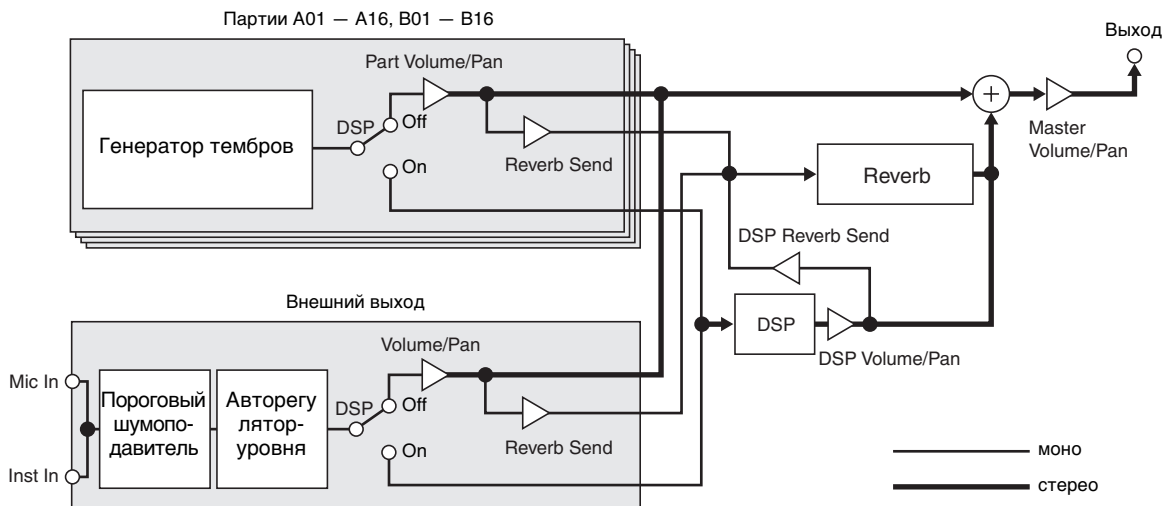 Партии A01 — A16, B01 — B16
Выход
Part Volume/Pan
DSP
Off
Генератор тембров
On
Reverb Send
Master
Volume/Pan
Reverb
DSP Reverb Send
Внешний выход
DSP
DSP Volume/Pan
Volume/Pan
Mic In
Пороговый
шумопо-
давитель
Авторегу
лятор-
уровня
DSP
Off
On
Reverb Send
Inst In
моно
стерео